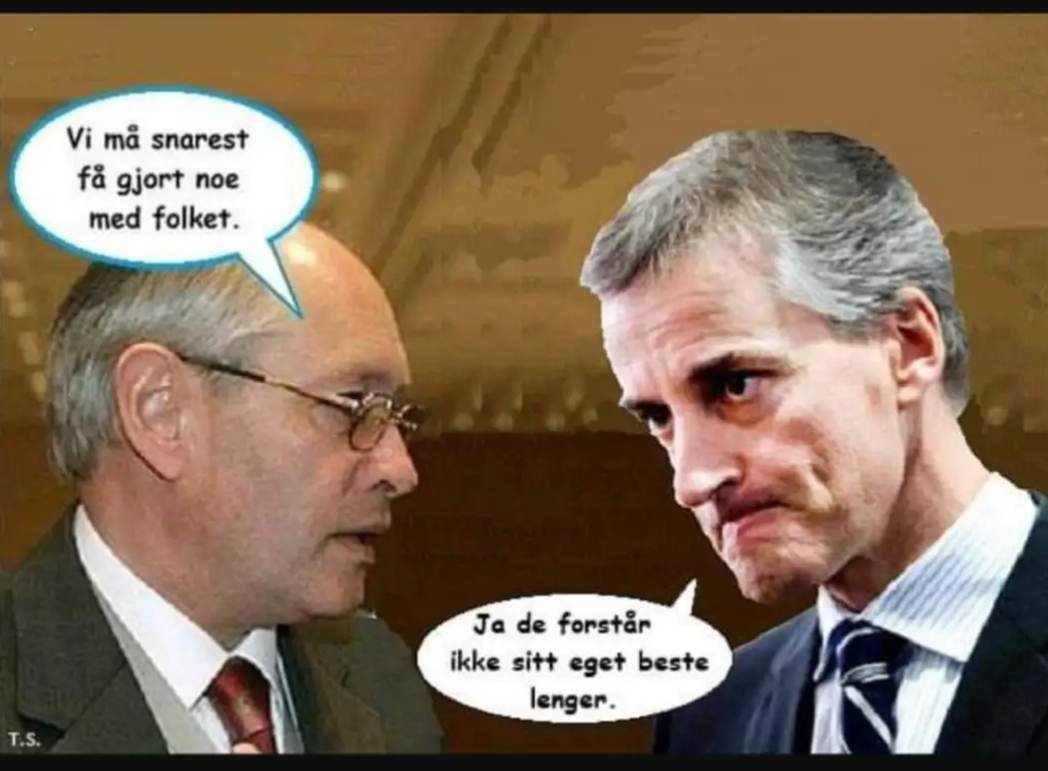 Vi må snarest
få gjort noe
med folket.
Ja de forstår
ikke sitt eget beste
lenger.
T.S.